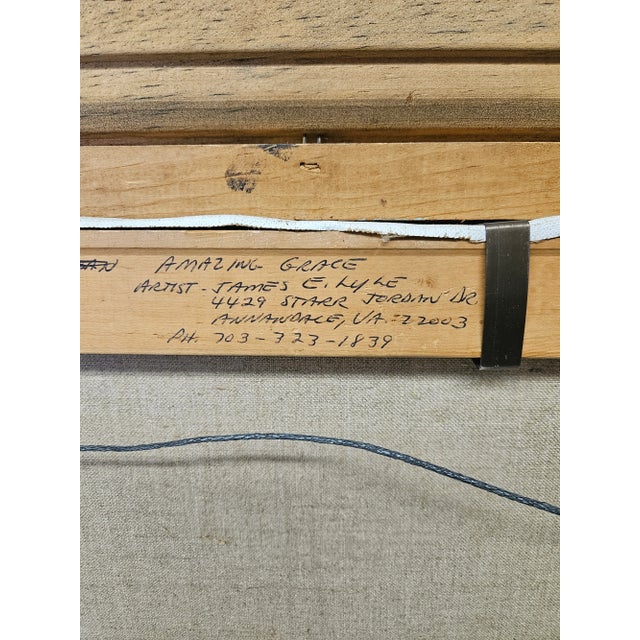 AMAZING GRACE
ARTIST - JAMES E. LYLE
4429 STARR JORDAN DR
ANNANDALE, VA - 22003
PH. 703-323-1839